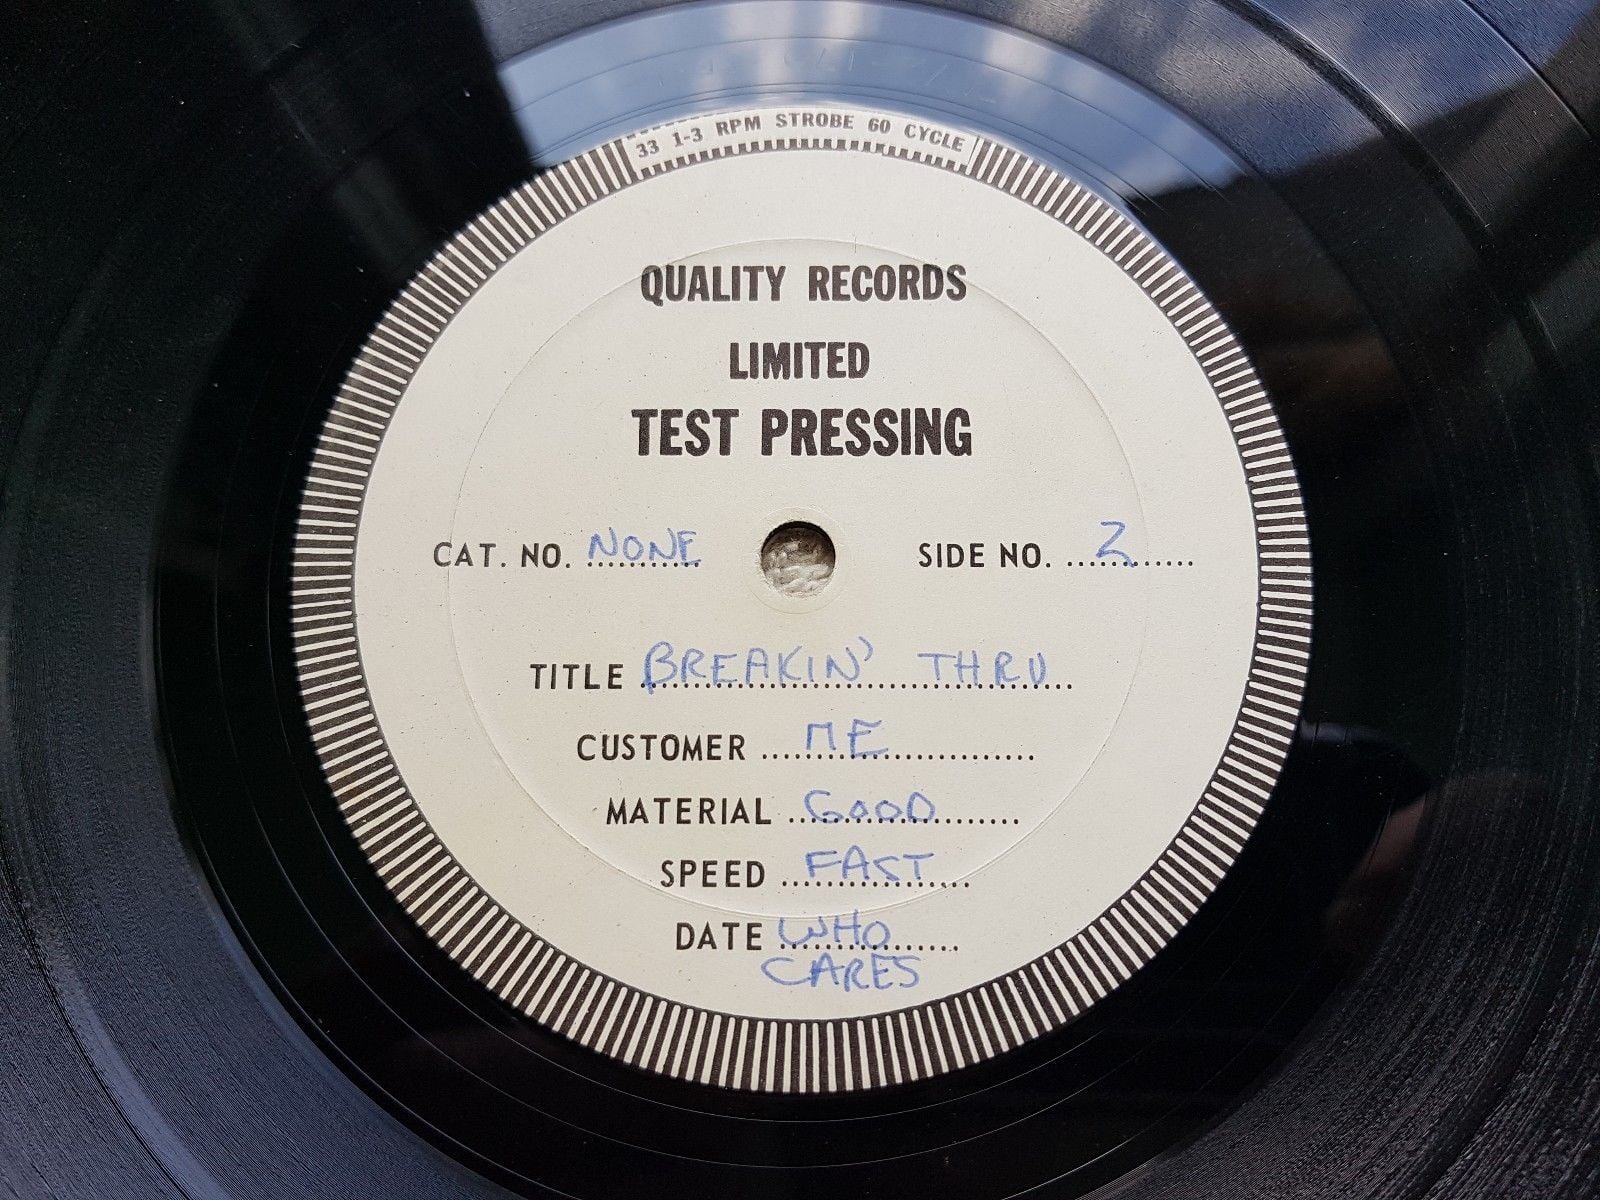 33 1-3 RPM STROBE 60 CYCLE
QUALITY RECORDS
LIMITED
TEST PRESSING
CAT. NO. NONE SIDE NO. 2
TITLE BREAKIN' THRU
CUSTOMER ME
MATERIAL GOOD
SPEED FAST
DATE WHO
CARES